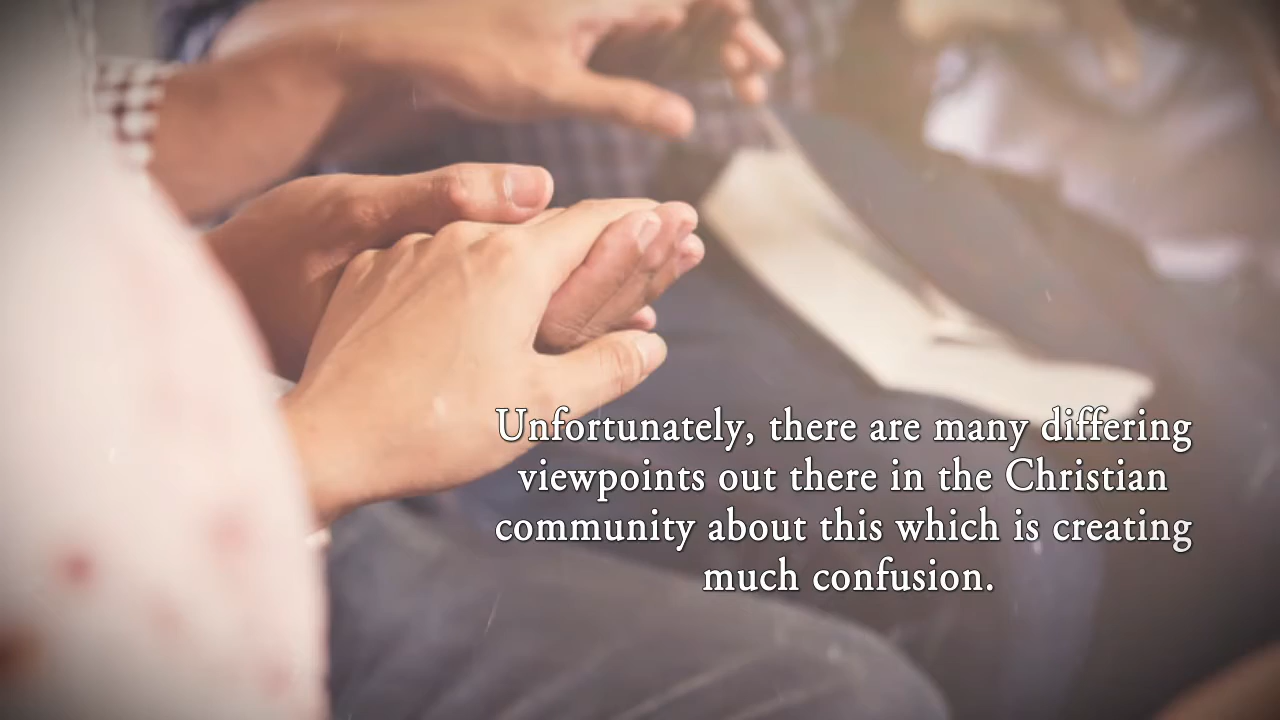 Unfortunately, there are many differing
viewpoints out there in the Christian
community about this which is creating
much confusion.